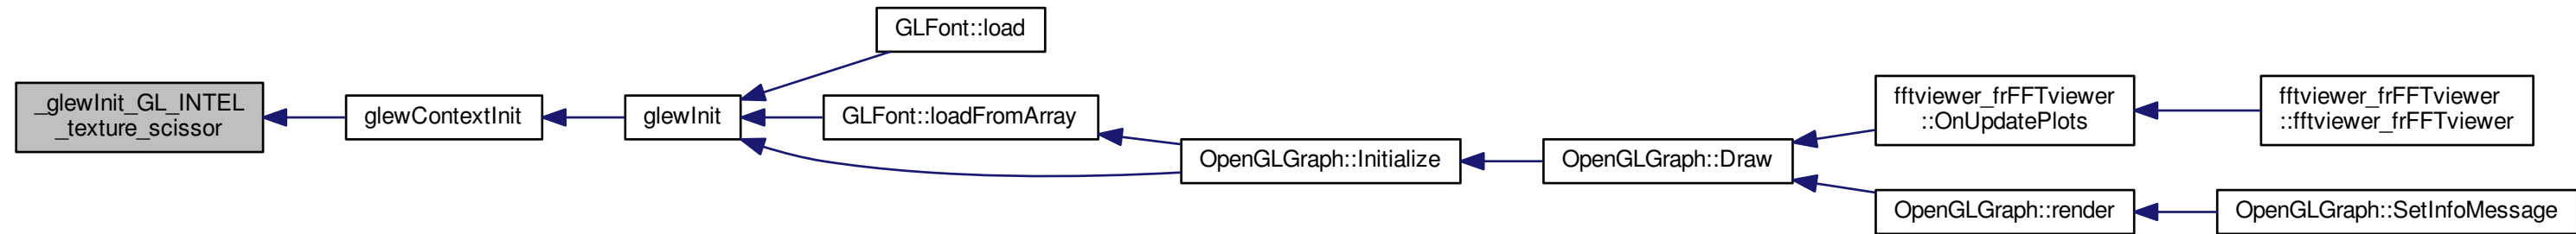 _glewInit_GL_INTEL
_texture_scissor
glewContextInit
glewInit
GLFont::load
GLFont::loadFromArray
OpenGLGraph::Initialize
OpenGLGraph::Draw
fftviewer_frFFTviewer
::OnUpdatePlots
fftviewer_frFFTviewer
::fftviewer_frFFTviewer
OpenGLGraph::render
OpenGLGraph::SetInfoMessage